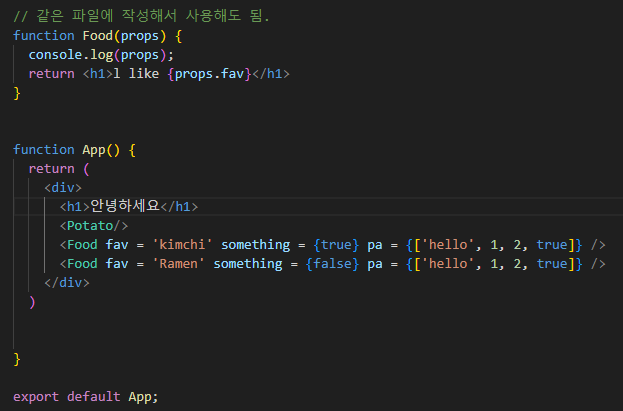 // 같은 파일에 작성해서 사용해도 됨.
function Food(props) {
  console.log(props);
  return <h1>l like {props.fav}</h1>
}
function App() {
  return (
    <div>
      <h1>안녕하세요</h1>
      <Potato/>
      <Food fav = 'kimchi' something = {true} pa = {['hello', 1, 2, true]} />
      <Food fav = 'Ramen' something = {false} pa = {['hello', 1, 2, true]} />
    </div>
  )
}
export default App;